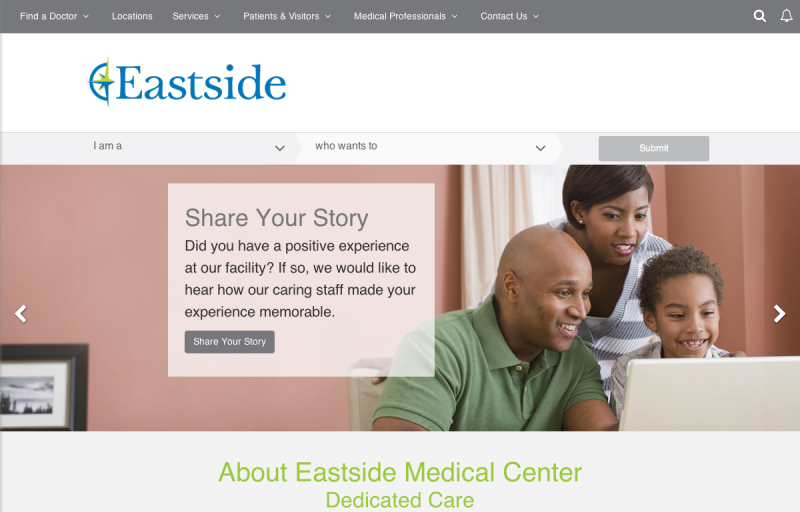 Find a Doctor
Locations
Services
Patients & Visitors
Medical Professionals
Contact Us
Eastside
I am a
who wants to
Submit
Share Your Story
Did you have a positive experience
at our facility? If so, we would like to
hear how our caring staff made your
experience memorable.
Share Your Story
About Eastside Medical Center
Dedicated Care